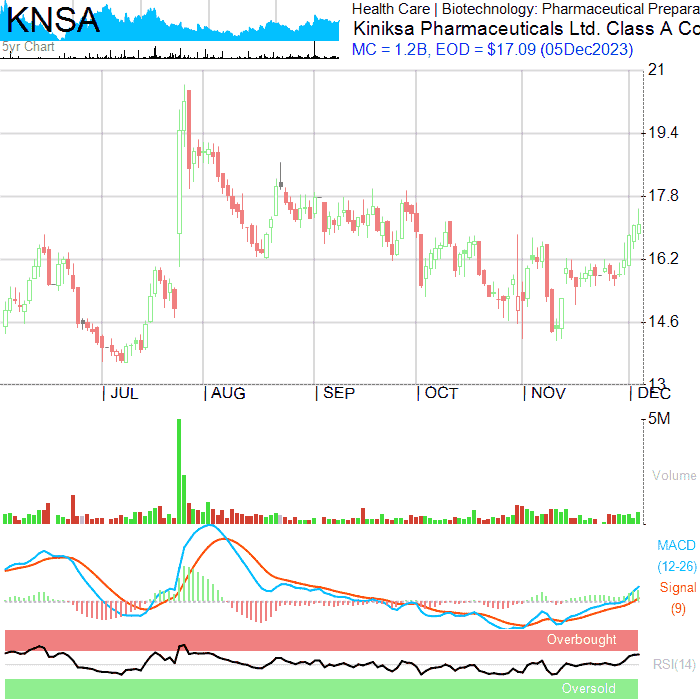 KNSA
5yr Chart
Health Care | Biotechnology: Pharmaceutical Prepara
Kiniksa Pharmaceuticals Ltd. Class A Co
MC = 1.2B, EOD = $17.09 (05Dec2023)
21
19.4
17.8
16.2
14.6
13
| JUL | AUG | SEP | OCT | NOV | DEC
5M
Volume
MACD
(12-26)
Signal
(9)
Overbought
RSI(14)
Oversold